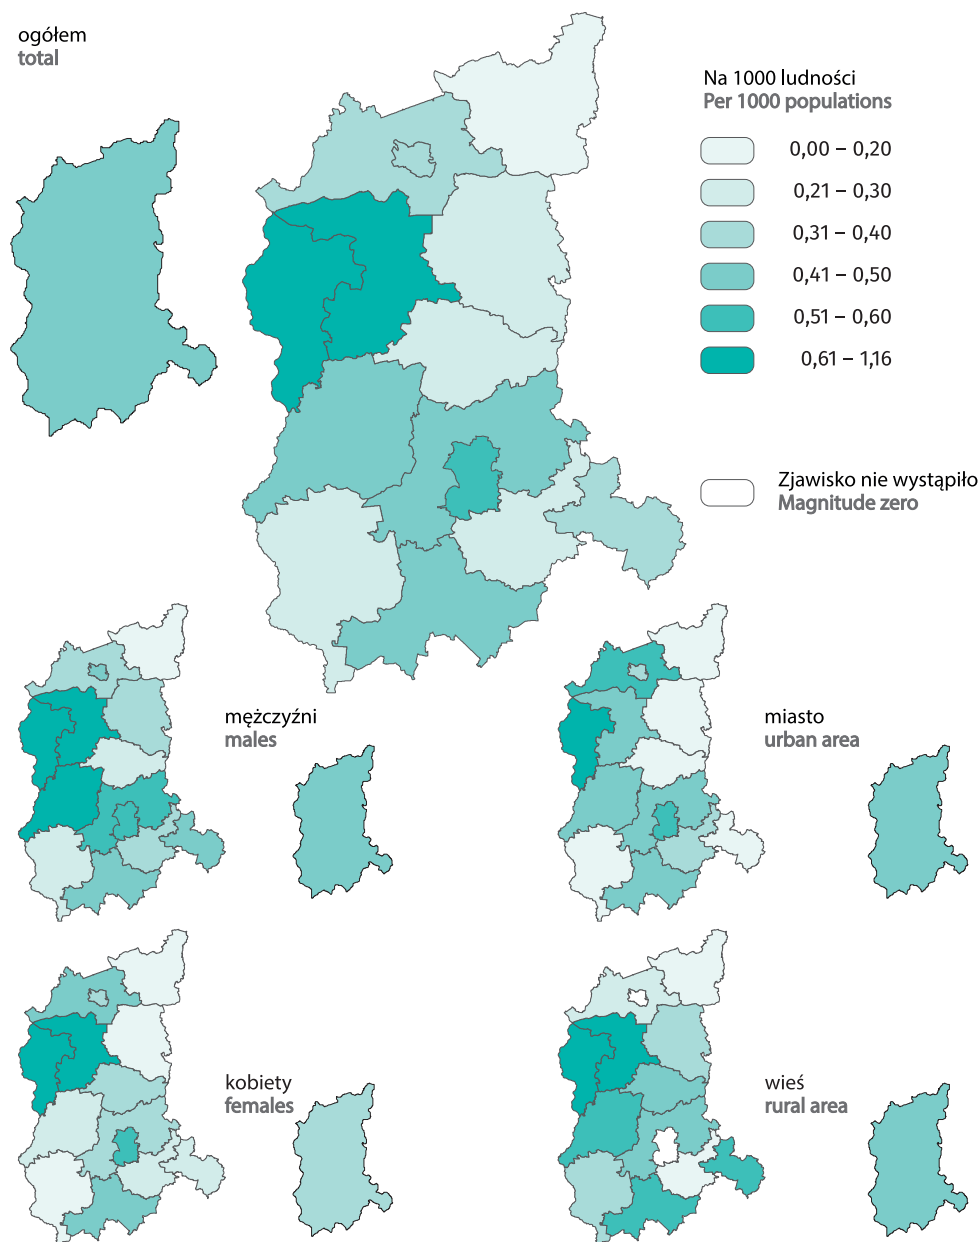 ogółem
total
Na 1000 ludności
Per 1000 populations
0,00 – 0,20
0,21 – 0,30
0,31 – 0,40
0,41 – 0,50
0,51 – 0,60
0,61 – 1,16
Zjawisko nie wystąpiło
Magnitude zero
mężczyźni
males
miasto
urban area
kobiety
females
wieś
rural area